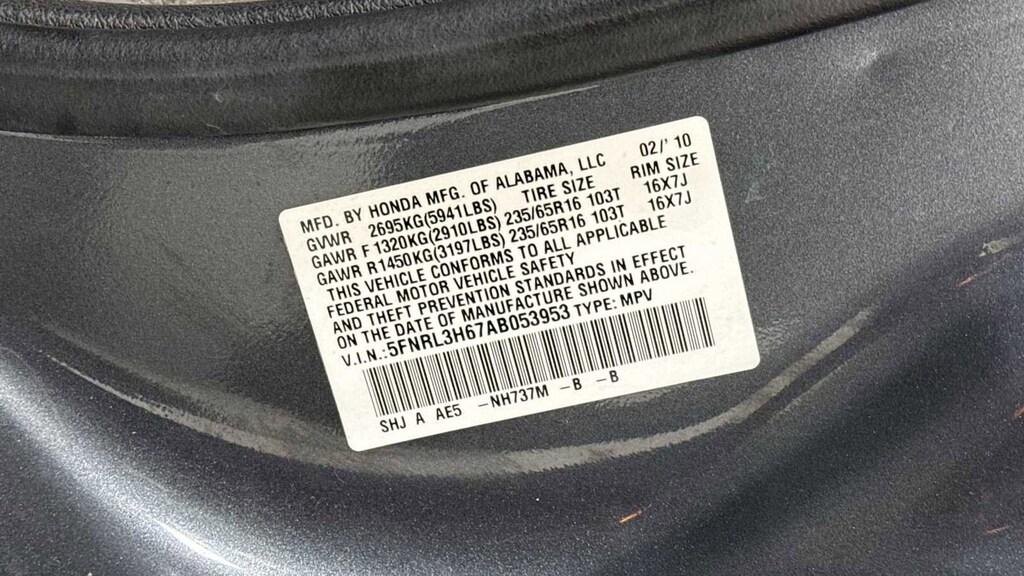 MFD. BY HONDA MFG. OF ALABAMA, LLC 02/'10
GVWR 2695KG(5941LBS) TIRE SIZE RIM SIZE
GAWR F 1320KG(2910LBS) 235/65R16 103T 16X7J
GAWR R1450KG(3197LBS) 235/65R16 103T 16X7J
THIS VEHICLE CONFORMS TO ALL APPLICABLE
FEDERAL MOTOR VEHICLE SAFETY
AND THEFT PREVENTION STANDARDS IN EFFECT
ON THE DATE OF MANUFACTURE SHOWN ABOVE.
V.I.N.:5FNRL3H67AB053953 TYPE: MPV
SHJ A AE5 -NH737M -B -B